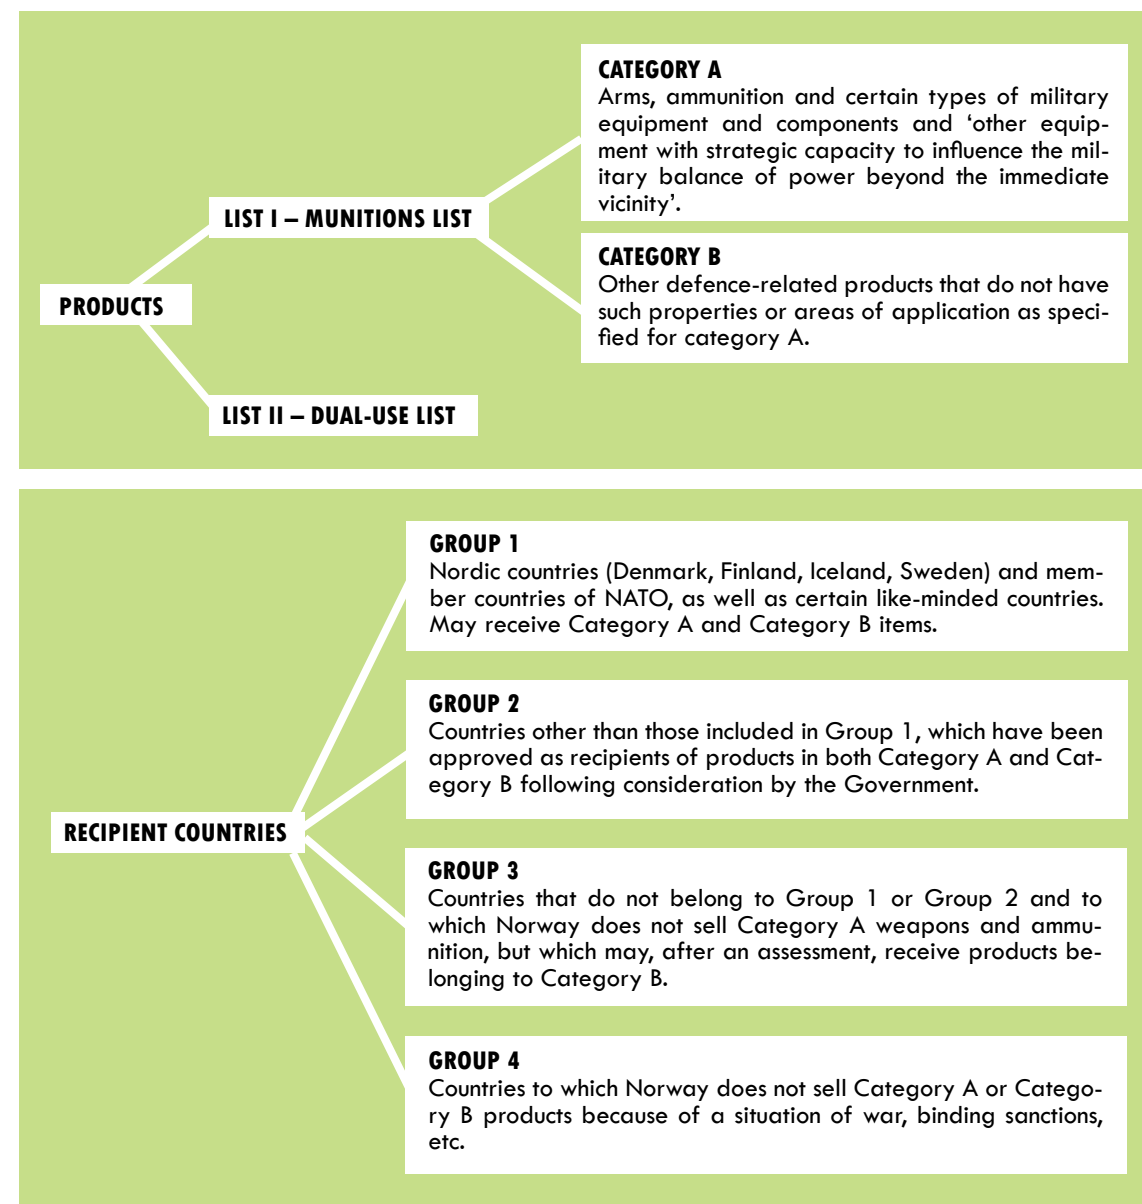 CATEGORY A
Arms, ammunition and certain types of military
equipment and components and ‘other equip-
ment with strategic capacity to influence the mil-
itary balance of power beyond the immediate
vicinity’.
LIST I – MUNITIONS LIST
CATEGORY B
Other defence-related products that do not have
such properties or areas of application as speci-
fied for category A.
PRODUCTS
LIST II – DUAL-USE LIST
GROUP 1
Nordic countries (Denmark, Finland, Iceland, Sweden) and mem-
ber countries of NATO, as well as certain like-minded countries.
May receive Category A and Category B items.
GROUP 2
Countries other than those included in Group 1, which have been
approved as recipients of products in both Category A and Cat-
egory B following consideration by the Government.
RECIPIENT COUNTRIES
GROUP 3
Countries that do not belong to Group 1 or Group 2 and to
which Norway does not sell Category A weapons and ammu-
nition, but which may, after an assessment, receive products be-
longing to Category B.
GROUP 4
Countries to which Norway does not sell Category A or Catego-
ry B products because of a situation of war, binding sanctions,
etc.